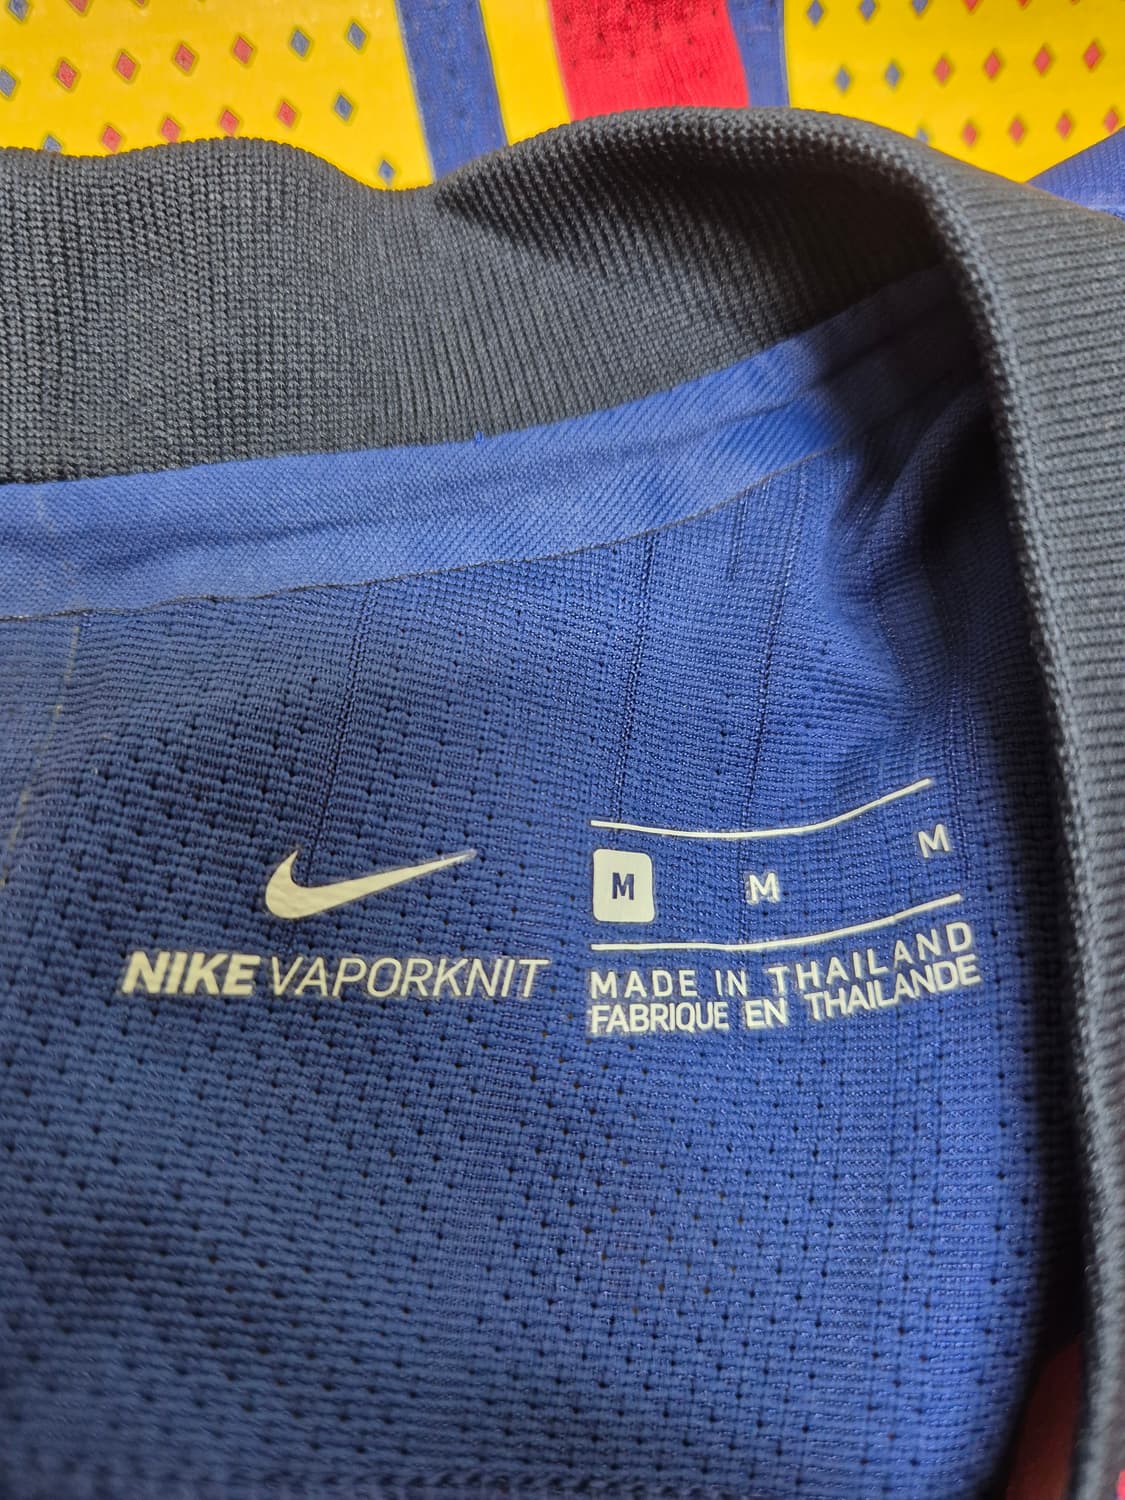 NIKE VAPORKNIT
M M M
MADE IN THAILAND
FABRIQUE EN THAILANDE